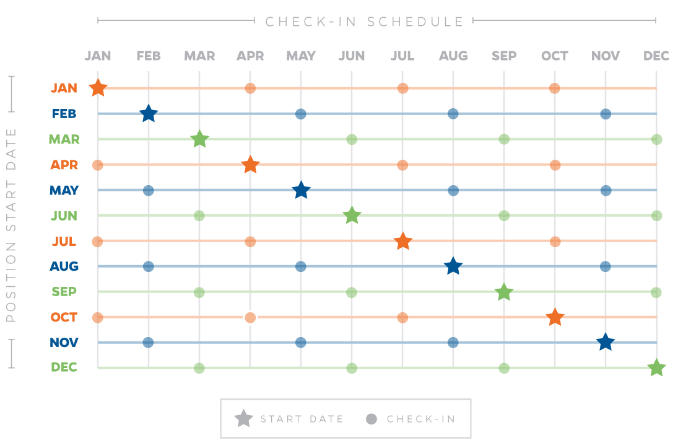 CHECK-IN SCHEDULE
JAN FEB MAR APR MAY JUN JUL AUG SEP OCT NOV DEC
POSITION START DATE
JAN
FEB
MAR
APR
MAY
JUN
JUL
AUG
SEP
OCT
NOV
DEC
START DATE CHECK-IN